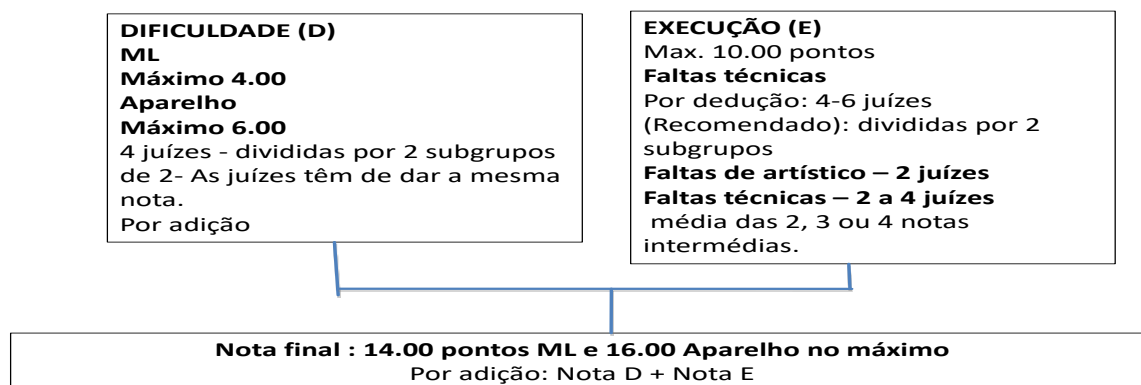 DIFICULDADE (D)
ML
Máximo 4.00
Aparelho
Máximo 6.00
4 juízes - divididas por 2 subgrupos
de 2- As juízes têm de dar a mesma
nota.
Por adição
EXECUÇÃO (E)
Max. 10.00 pontos
Faltas técnicas
Por dedução: 4-6 juízes
(Recomendado): divididas por 2
subgrupos
Faltas de artístico – 2 juízes
Faltas técnicas – 2 a 4 juízes
média das 2, 3 ou 4 notas
intermédias.
Nota final : 14.00 pontos ML e 16.00 Aparelho no máximo
Por adição: Nota D + Nota E